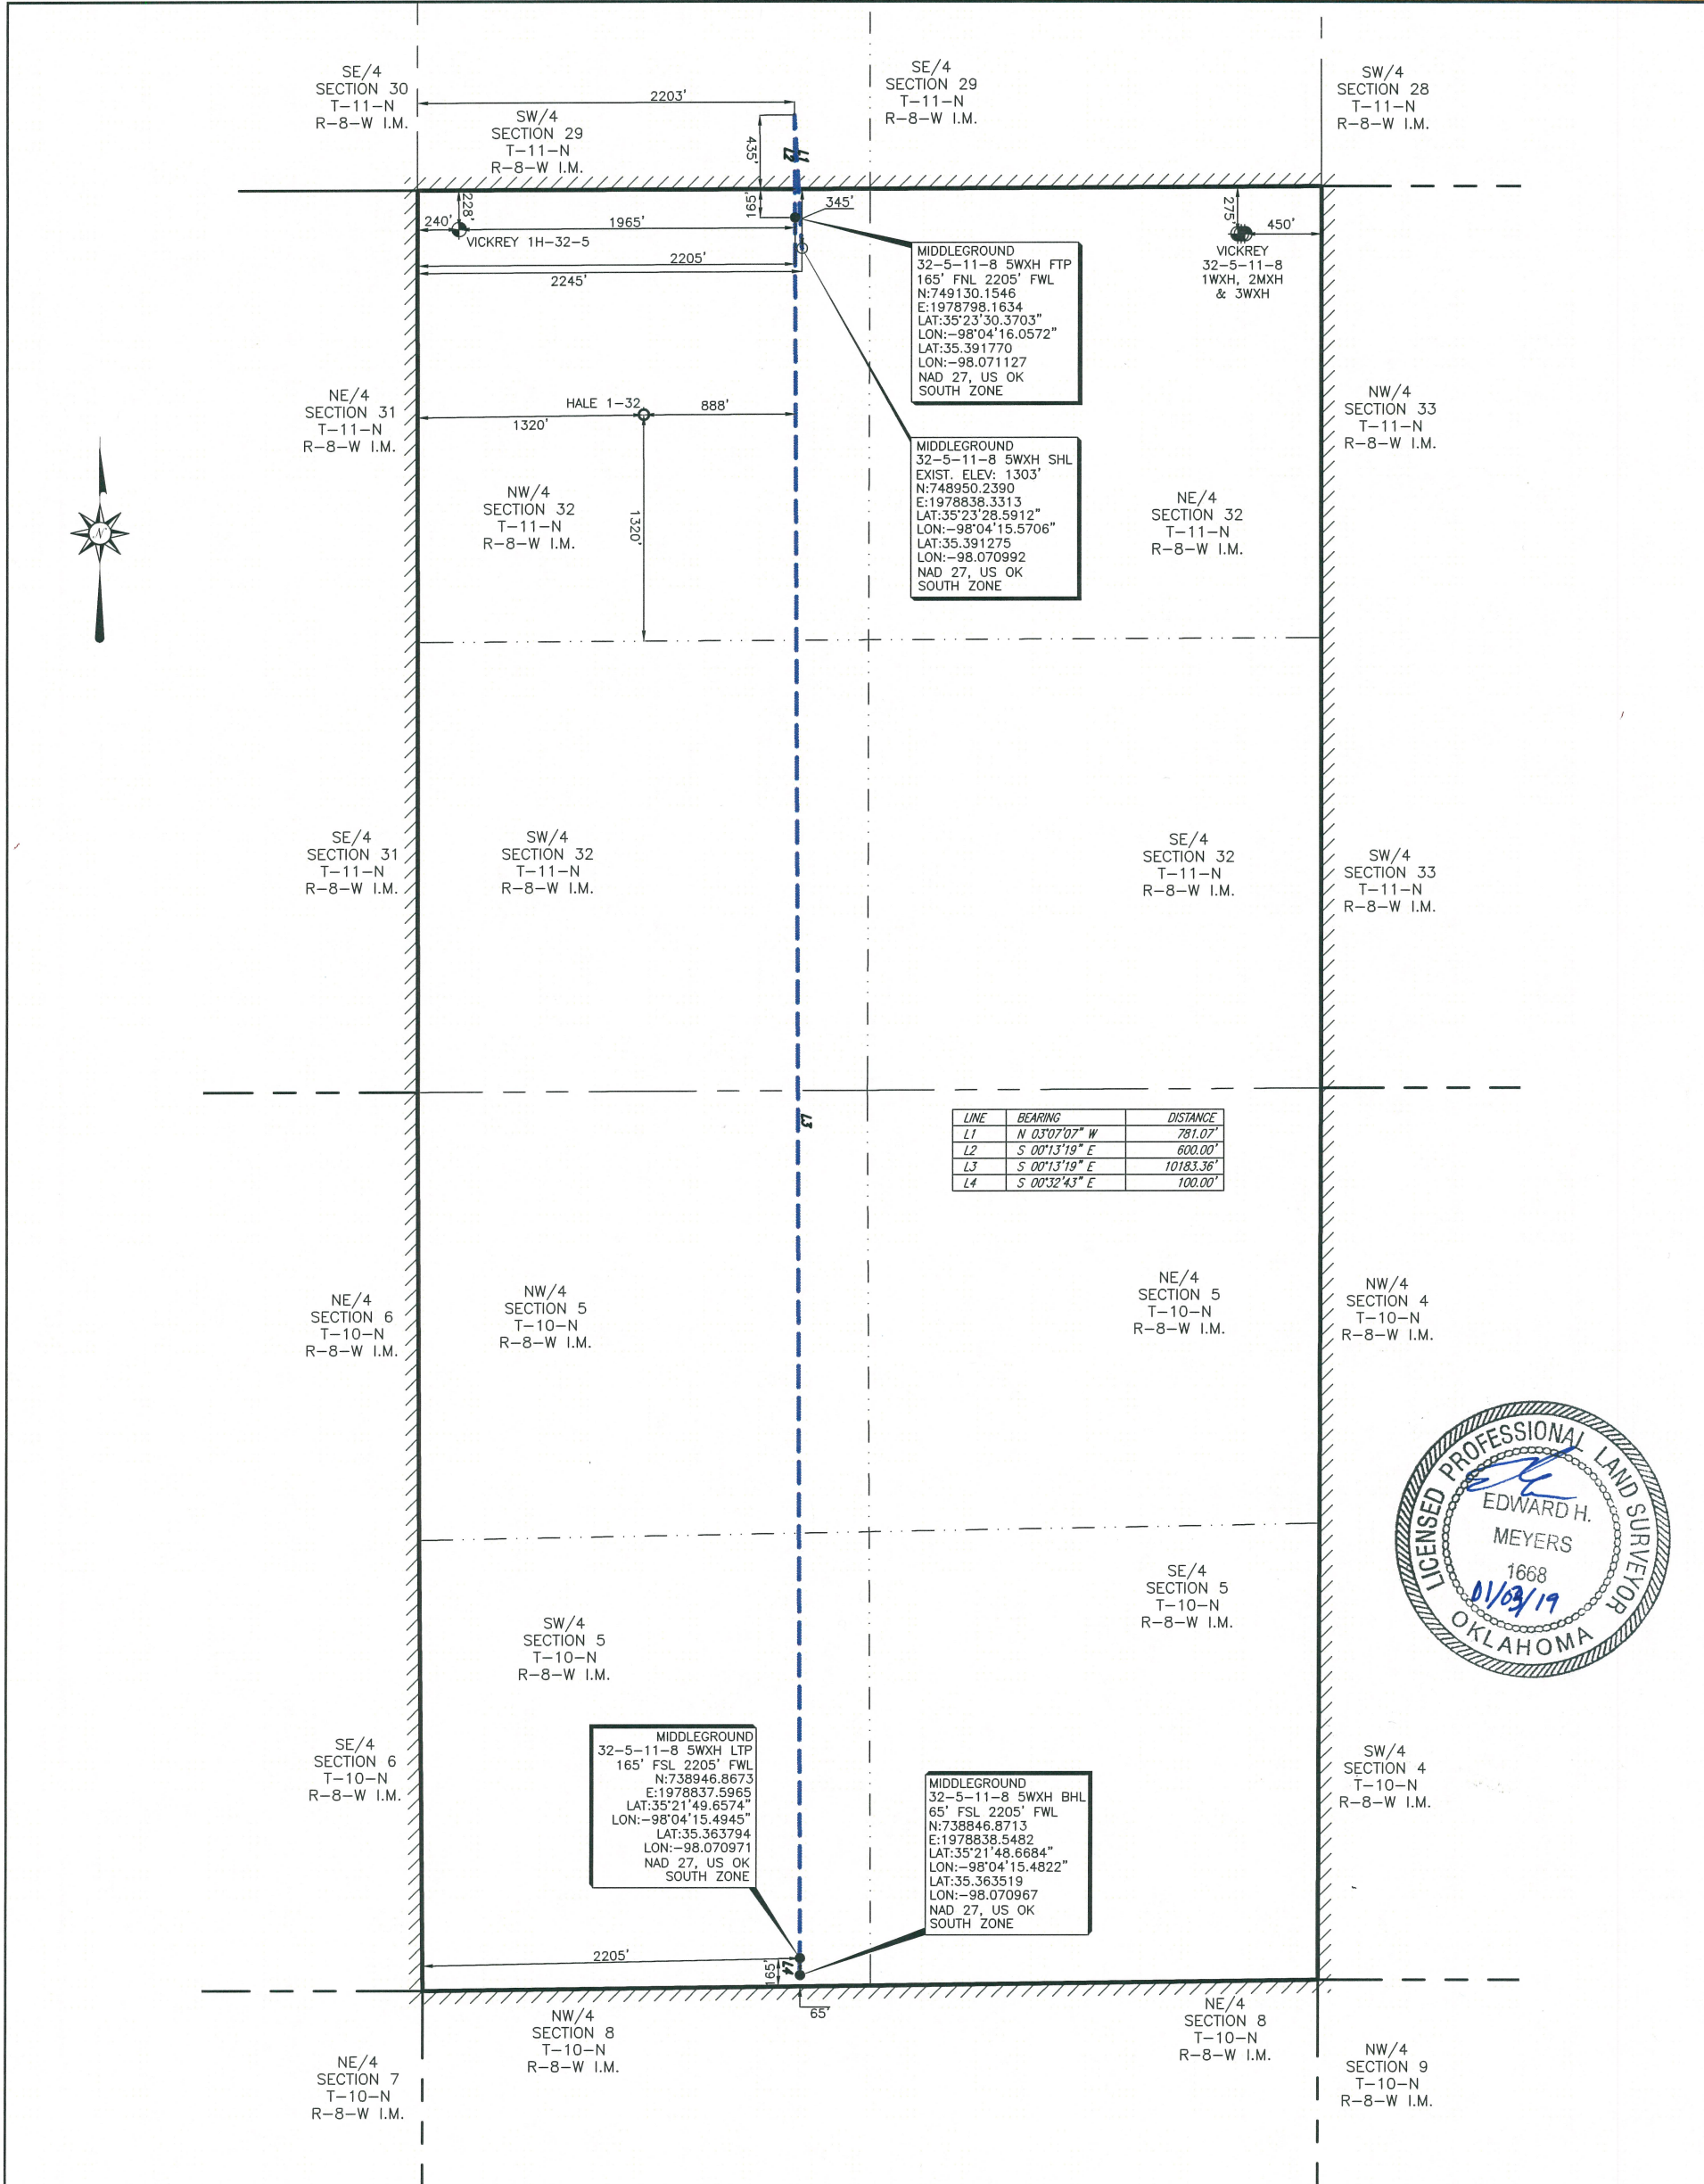 SE/4
SECTION 30
T-11-N
R-8-W I.M.
SW/4
SECTION 29
T-11-N
R-8-W I.M.
SE/4
SECTION 29
T-11-N
R-8-W I.M.
SW/4
SECTION 28
T-11-N
R-8-W I.M.
2203'
435'
L1
L2
228'
165'
345'
240'
1965'
VICKREY 1H-32-5
2205'
2245'
275'
450'
VICKREY
32-5-11-8
1WXH, 2MXH
& 3WXH
MIDDLEGROUND
32-5-11-8 5WXH FTP
165' FNL 2205' FWL
N:749130.1546
E:1978798.1634
LAT:35°23'30.3703"
LON:-98°04'16.0572"
LAT:35.391770
LON:-98.071127
NAD 27, US OK
SOUTH ZONE
NE/4
SECTION 31
T-11-N
R-8-W I.M.
HALE 1-32
888'
1320'
1320'
NW/4
SECTION 33
T-11-N
R-8-W I.M.
MIDDLEGROUND
32-5-11-8 5WXH SHL
EXIST. ELEV: 1303'
N:748950.2390
E:1978838.3313
LAT:35°23'28.5912"
LON:-98°04'15.5706"
LAT:35.391275
LON:-98.070992
NAD 27, US OK
SOUTH ZONE
NW/4
SECTION 32
T-11-N
R-8-W I.M.
NE/4
SECTION 32
T-11-N
R-8-W I.M.
N
SE/4
SECTION 31
T-11-N
R-8-W I.M.
SW/4
SECTION 32
T-11-N
R-8-W I.M.
SE/4
SECTION 32
T-11-N
R-8-W I.M.
SW/4
SECTION 33
T-11-N
R-8-W I.M.
L3
LINE BEARING DISTANCE
L1 N 03°07'07" W 781.07'
L2 S 00°13'19" E 600.00'
L3 S 00°13'19" E 10183.36'
L4 S 00°32'43" E 100.00'
NE/4
SECTION 6
T-10-N
R-8-W I.M.
NW/4
SECTION 5
T-10-N
R-8-W I.M.
NE/4
SECTION 5
T-10-N
R-8-W I.M.
NW/4
SECTION 4
T-10-N
R-8-W I.M.
LICENSED PROFESSIONAL LAND SURVEYOR
EDWARD H.
MEYERS
1668
01/03/19
OKLAHOMA
SW/4
SECTION 5
T-10-N
R-8-W I.M.
SE/4
SECTION 5
T-10-N
R-8-W I.M.
SE/4
SECTION 6
T-10-N
R-8-W I.M.
MIDDLEGROUND
32-5-11-8 5WXH LTP
165' FSL 2205' FWL
N:738946.8673
E:1978837.5965
LAT:35°21'49.6574"
LON:-98°04'15.4945"
LAT:35.363794
LON:-98.070971
NAD 27, US OK
SOUTH ZONE
MIDDLEGROUND
32-5-11-8 5WXH BHL
65' FSL 2205' FWL
N:738846.8713
E:1978838.5482
LAT:35°21'48.6684"
LON:-98°04'15.4822"
LAT:35.363519
LON:-98.070967
NAD 27, US OK
SOUTH ZONE
SW/4
SECTION 4
T-10-N
R-8-W I.M.
2205'
165'
L4
65'
NE/4
SECTION 7
T-10-N
R-8-W I.M.
NW/4
SECTION 8
T-10-N
R-8-W I.M.
NE/4
SECTION 8
T-10-N
R-8-W I.M.
NW/4
SECTION 9
T-10-N
R-8-W I.M.